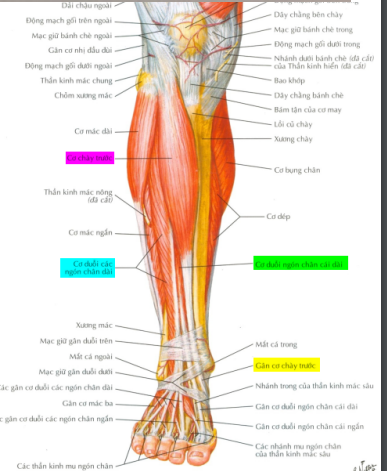 Dải chậu ngoài
Động mạch gối trên ngoài
Mạc giữ bánh chè ngoài
Gân cơ nhị đầu đùi
Động mạch gối dưới ngoài
Thần kinh mác chung
Chỏm xương mác
Cơ mác dài
Cơ chày trước
Thần kinh mác nông
(đã cắt)
Cơ mác ngắn
Cơ duỗi các
ngón chân dài
Xương mác
Mạc giữ gân duỗi trên
Mắt cá ngoài
Mạc giữ gân duỗi dưới
Các gân cơ duỗi các ngón chân dài
Gân cơ mác ba
gân cơ duỗi các ngón chân ngắn
Các thần kinh mu ngón chân
Dây chằng bên chày
Mạc giữ bánh chè trong
Động mạch gối dưới trong
Nhánh dưới bánh chè (đã cắt)
của Thần kinh hiển (đã cắt)
Bao khớp
Dây chằng bánh chè
Bám tận của cơ may
Lồi củ chày
Xương chày
Cơ bụng chân
Cơ dép
Cơ duỗi ngón chân cái dài
Mắt cá trong
Gân cơ chày trước
Nhánh trong của thần kinh mác sâu
Gân cơ duỗi ngón chân cái dài
Gân cơ duỗi ngón chân cái ngắn
Các nhánh mu ngón chân
của thần kinh mác sâu